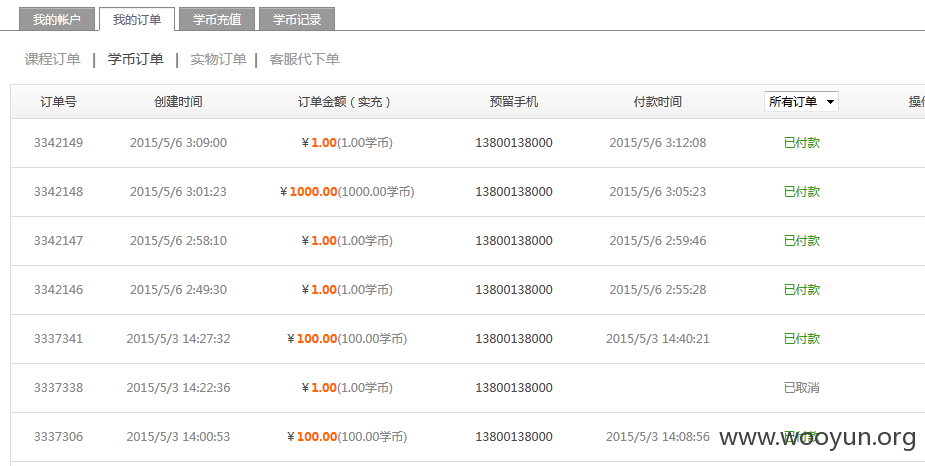 我的帐户 我的订单 学币充值 学币记录
课程订单 | 学币订单 | 实物订单 | 客服代下单
订单号 创建时间 订单金额（实充） 预留手机 付款时间 所有订单
3342149 2015/5/6 3:09:00 ￥1.00(1.00学币) 13800138000 2015/5/6 3:12:08 已付款
3342148 2015/5/6 3:01:23 ￥1000.00(1000.00学币) 13800138000 2015/5/6 3:05:23 已付款
3342147 2015/5/6 2:58:10 ￥1.00(1.00学币) 13800138000 2015/5/6 2:59:46 已付款
3342146 2015/5/6 2:49:30 ￥1.00(1.00学币) 13800138000 2015/5/6 2:55:28 已付款
3337341 2015/5/3 14:27:32 ￥100.00(100.00学币) 13800138000 2015/5/3 14:40:21 已付款
3337338 2015/5/3 14:22:36 ￥1.00(1.00学币) 13800138000 已取消
3337306 2015/5/3 14:00:53 ￥100.00(100.00学币) 13800138000 2015/5/3 14:08:56 已付款
www.wooyun.org